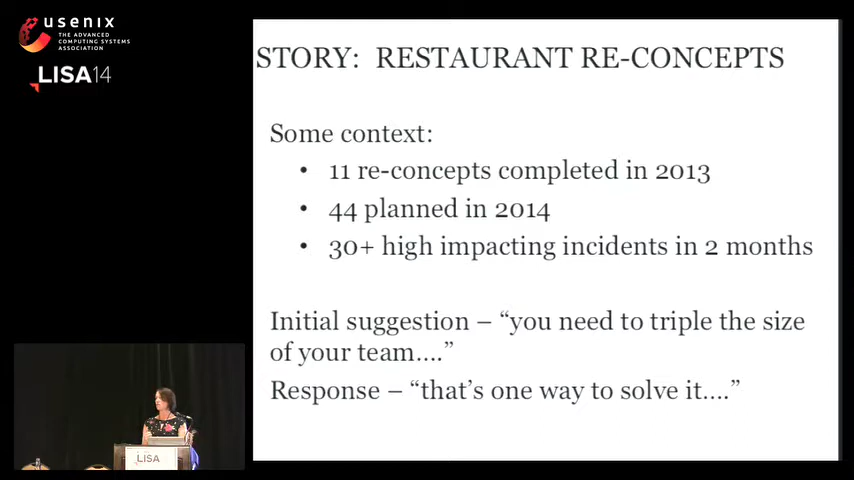 usenix
THE ADVANCED
COMPUTING SYSTEMS
ASSOCIATION
LISA14
STORY: RESTAURANT RE-CONCEPTS
Some context:
• 11 re-concepts completed in 2013
• 44 planned in 2014
• 30+ high impacting incidents in 2 months
Initial suggestion – “you need to triple the size
of your team….”
Response – “that’s one way to solve it….”
LISA